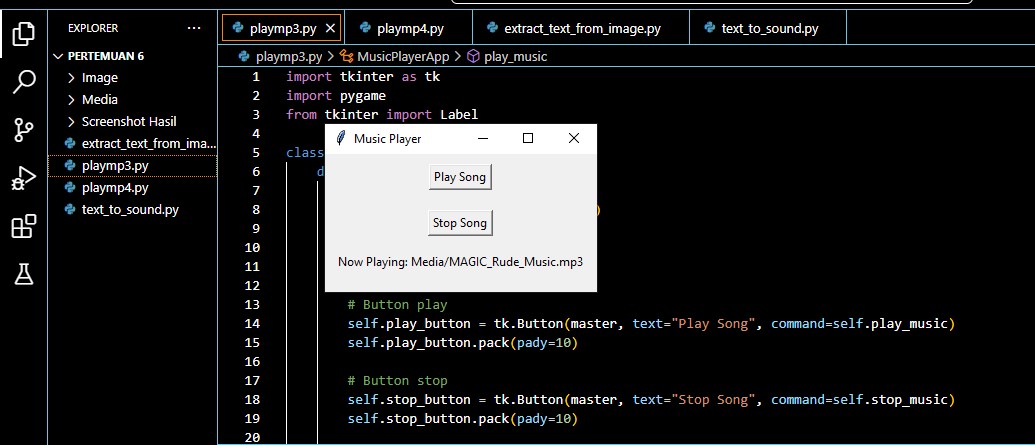 EXPLORER
PERTEMUAN 6
Image
Media
Screenshot Hasil
extract_text_from_ima...
playmp3.py
playmp4.py
text_to_sound.py
playmp3.py
playmp4.py
extract_text_from_image.py
text_to_sound.py
playmp3.py > MusicPlayerApp > play_music
1 import tkinter as tk
2 import pygame
3 from tkinter import Label
4
5 class
6 d
7
8 )
9
10
11
12
13 # Button play
14 self.play_button = tk.Button(master, text="Play Song", command=self.play_music)
15 self.play_button.pack(pady=10)
16
17 # Button stop
18 self.stop_button = tk.Button(master, text="Stop Song", command=self.stop_music)
19 self.stop_button.pack(pady=10)
20
Music Player
Play Song
Stop Song
Now Playing: Media/MAGIC_Rude_Music.mp3